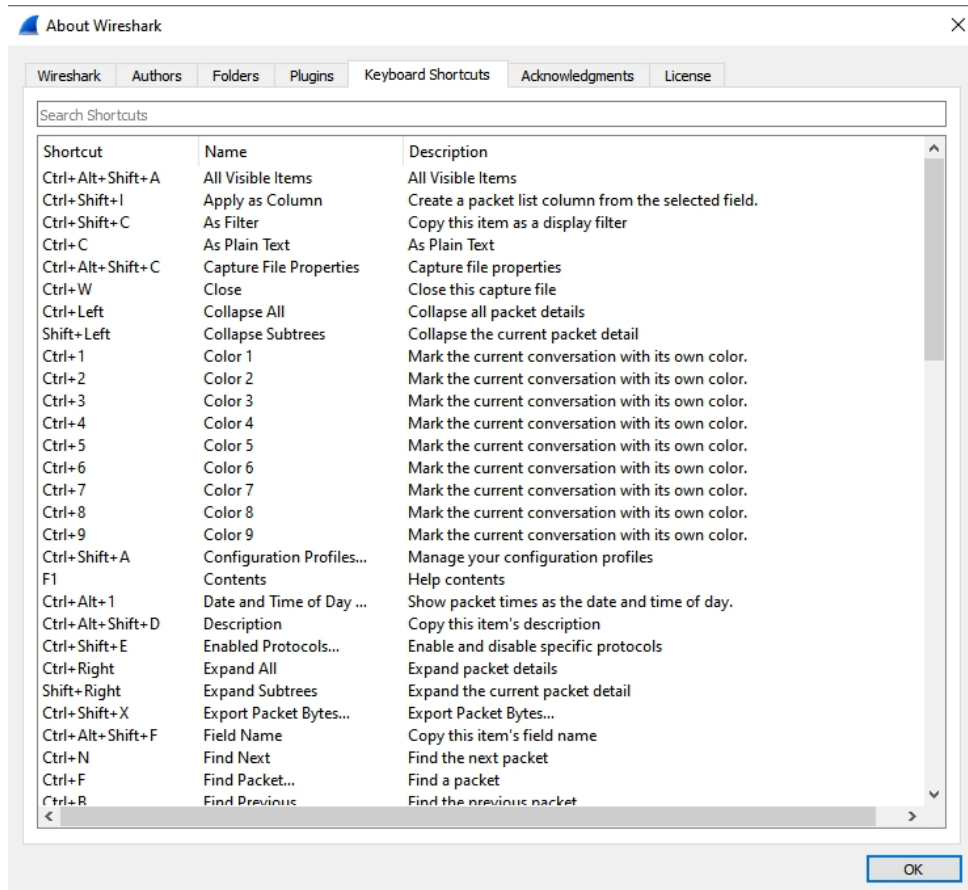 About Wireshark
Wireshark Authors Folders Plugins Keyboard Shortcuts Acknowledgments License
Search Shortcuts
Shortcut Name Description
Ctrl+Alt+Shift+A All Visible Items All Visible Items
Ctrl+Shift+I Apply as Column Create a packet list column from the selected field.
Ctrl+Shift+C As Filter Copy this item as a display filter
Ctrl+C As Plain Text As Plain Text
Ctrl+Alt+Shift+C Capture File Properties Capture file properties
Ctrl+W Close Close this capture file
Ctrl+Left Collapse All Collapse all packet details
Shift+Left Collapse Subtrees Collapse the current packet detail
Ctrl+1 Color 1 Mark the current conversation with its own color.
Ctrl+2 Color 2 Mark the current conversation with its own color.
Ctrl+3 Color 3 Mark the current conversation with its own color.
Ctrl+4 Color 4 Mark the current conversation with its own color.
Ctrl+5 Color 5 Mark the current conversation with its own color.
Ctrl+6 Color 6 Mark the current conversation with its own color.
Ctrl+7 Color 7 Mark the current conversation with its own color.
Ctrl+8 Color 8 Mark the current conversation with its own color.
Ctrl+9 Color 9 Mark the current conversation with its own color.
Ctrl+Shift+A Configuration Profiles... Manage your configuration profiles
F1 Contents Help contents
Ctrl+Alt+1 Date and Time of Day ... Show packet times as the date and time of day.
Ctrl+Alt+Shift+D Description Copy this item's description
Ctrl+Shift+E Enabled Protocols... Enable and disable specific protocols
Ctrl+Right Expand All Expand packet details
Shift+Right Expand Subtrees Expand the current packet detail
Ctrl+Shift+X Export Packet Bytes... Export Packet Bytes...
Ctrl+Alt+Shift+F Field Name Copy this item's field name
Ctrl+N Find Next Find the next packet
Ctrl+F Find Packet... Find a packet
Ctrl+B Find Previous Find the previous packet
OK